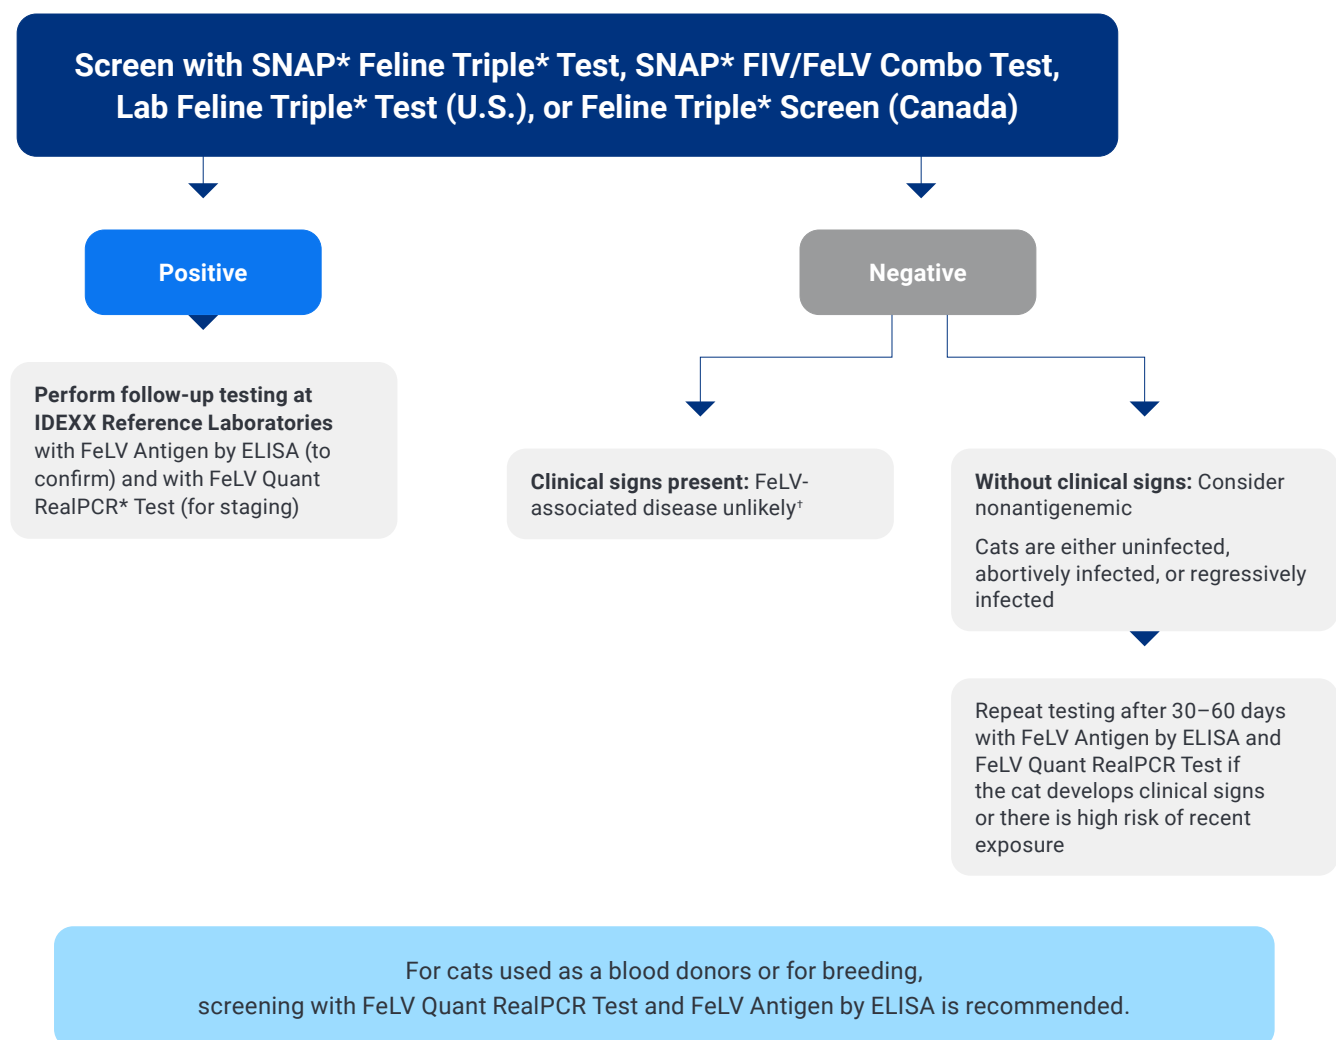 Screen with SNAP* Feline Triple* Test, SNAP* FIV/FeLV Combo Test,
Lab Feline Triple* Test (U.S.), or Feline Triple* Screen (Canada)
Positive
Negative
Perform follow-up testing at
IDEXX Reference Laboratories
with FeLV Antigen by ELISA (to
confirm) and with FeLV Quant
RealPCR* Test (for staging)
Clinical signs present: FeLV-
associated disease unlikely†
Without clinical signs: Consider
nonantigenemic
Cats are either uninfected,
abortively infected, or regressively
infected
Repeat testing after 30–60 days
with FeLV Antigen by ELISA and
FeLV Quant RealPCR Test if
the cat develops clinical signs
or there is high risk of recent
exposure
For cats used as a blood donors or for breeding,
screening with FeLV Quant RealPCR Test and FeLV Antigen by ELISA is recommended.